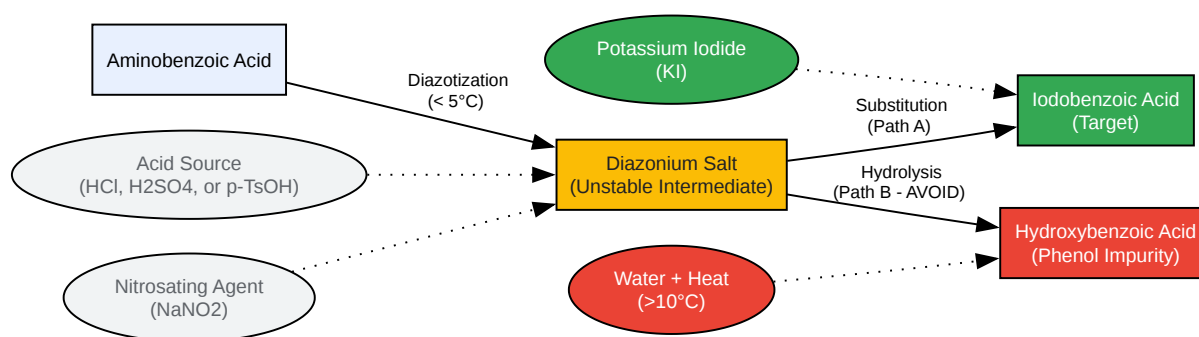 Aminobenzoic Acid
Diazotization
(< 5°C)
Acid Source
(HCl, H2SO4, or p-TsOH)
Nitrosating Agent
(NaNO2)
Potassium Iodide
(KI)
Diazonium Salt
(Unstable Intermediate)
Water + Heat
(>10°C)
Substitution
(Path A)
Hydrolysis
(Path B - AVOID)
Iodobenzoic Acid
(Target)
Hydroxybenzoic Acid
(Phenol Impurity)